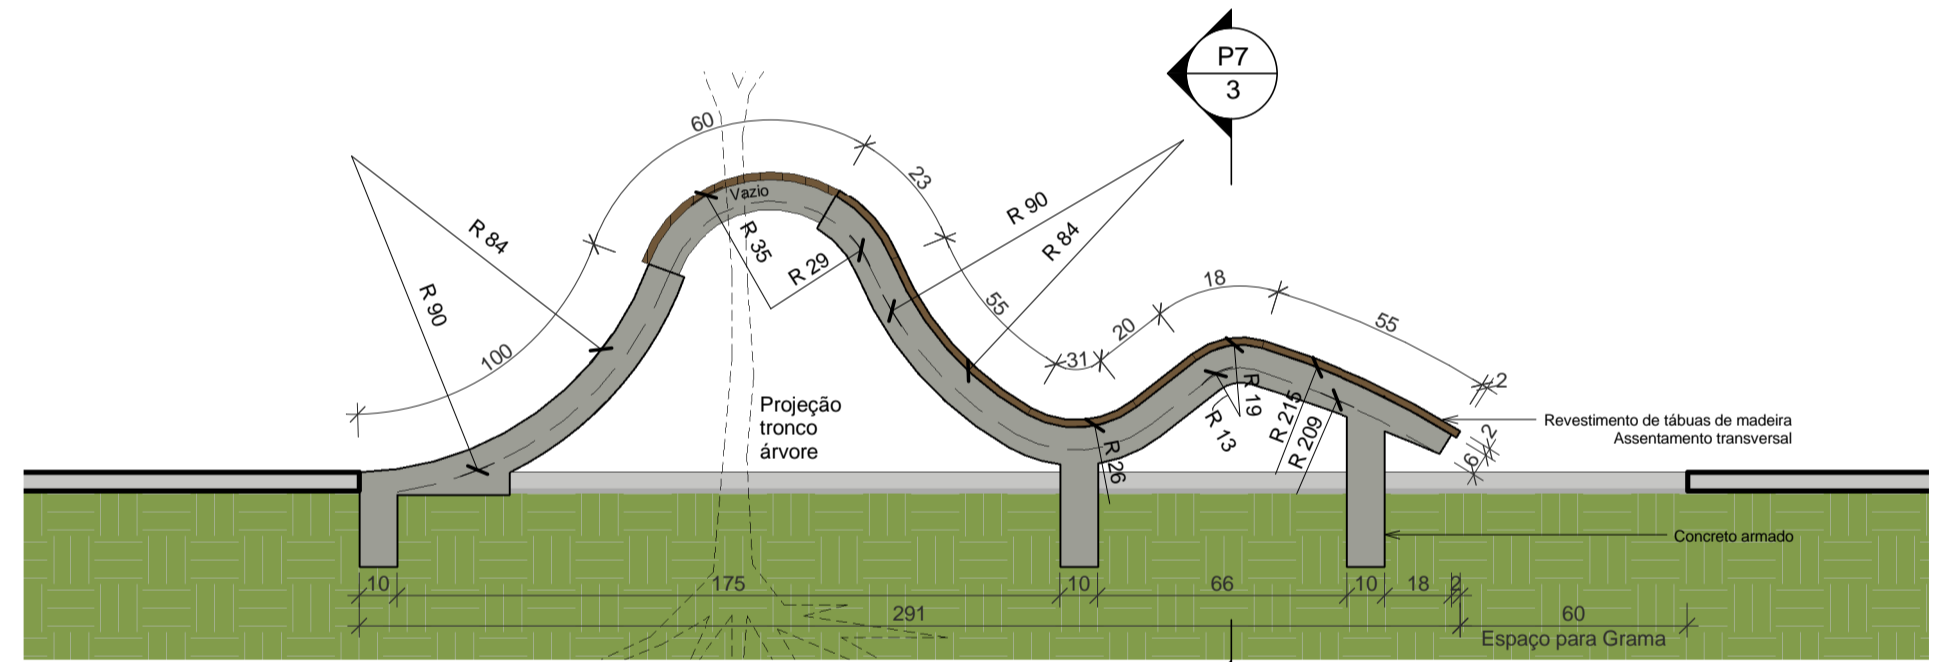 P7
3
60
23
Vazio
R 84
R 90
R 35
R 29
R 90
R 84
100
55
31
20
18
55
2
R 19
R 13
R 215
R 209
R 26
2
6
Projeção
tronco
árvore
Revestimento de tábuas de madeira
Assentamento transversal
Concreto armado
10
175
10
66
10
18
2
291
60
Espaço para Grama